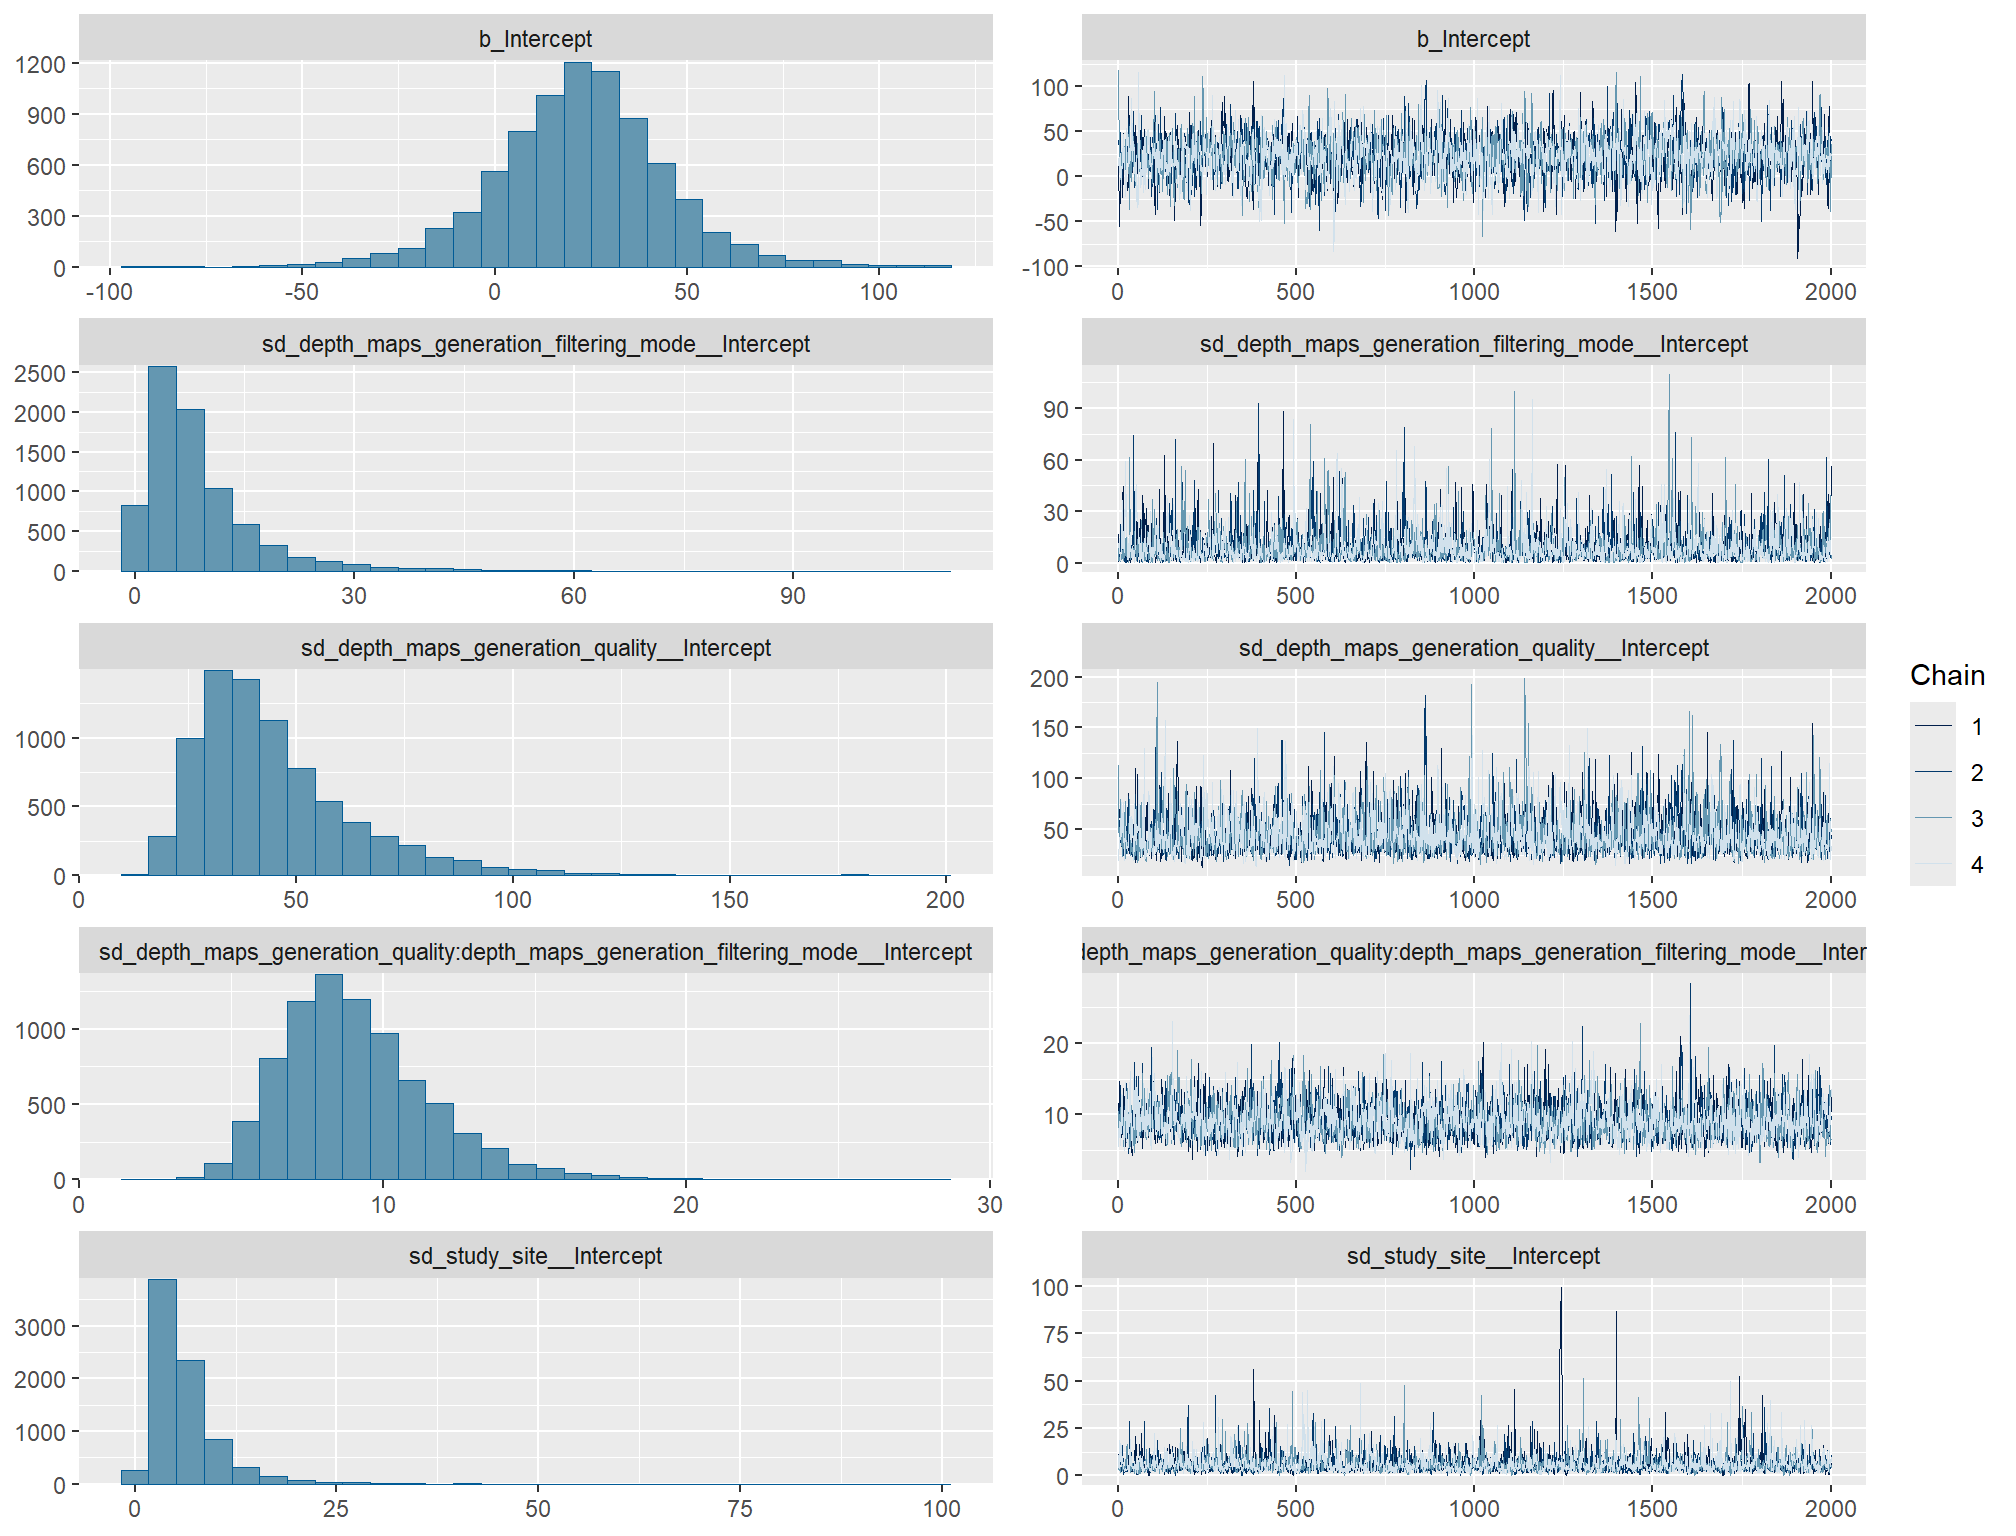 b_Intercept
1200
900
600
300
0
-100 -50 0 50 100
b_Intercept
100
50
0
-50
-100
0 500 1000 1500 2000
sd_depth_maps_generation_filtering_mode__Intercept
2500
2000
1500
1000
500
0
0 30 60 90
sd_depth_maps_generation_filtering_mode__Intercept
90
60
30
0
0 500 1000 1500 2000
sd_depth_maps_generation_quality__Intercept
1000
500
0
0 50 100 150 200
sd_depth_maps_generation_quality__Intercept
200
150
100
50
0 500 1000 1500 2000
sd_depth_maps_generation_quality:depth_maps_generation_filtering_mode__Intercept
1000
500
0
0 10 20 30
depth_maps_generation_quality:depth_maps_generation_filtering_mode__Inter
20
10
0 500 1000 1500 2000
sd_study_site__Intercept
3000
2000
1000
0
0 25 50 75 100
sd_study_site__Intercept
100
75
50
25
0
0 500 1000 1500 2000
Chain
1
2
3
4